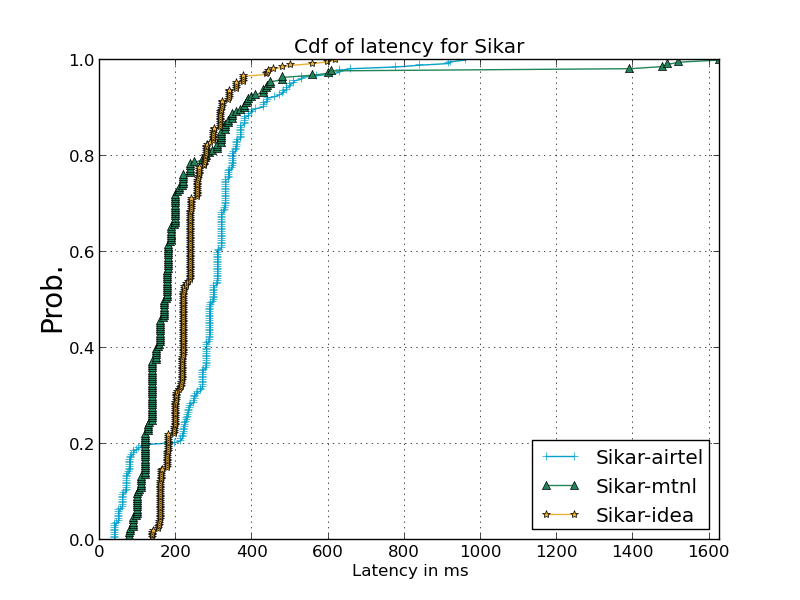 Cdf of latency for Sikar
1.0
0.8
0.6
0.4
0.2
0.0
Prob.
0 200 400 600 800 1000 1200 1400 1600
Latency in ms
Sikar-airtel
Sikar-mtnl
Sikar-idea